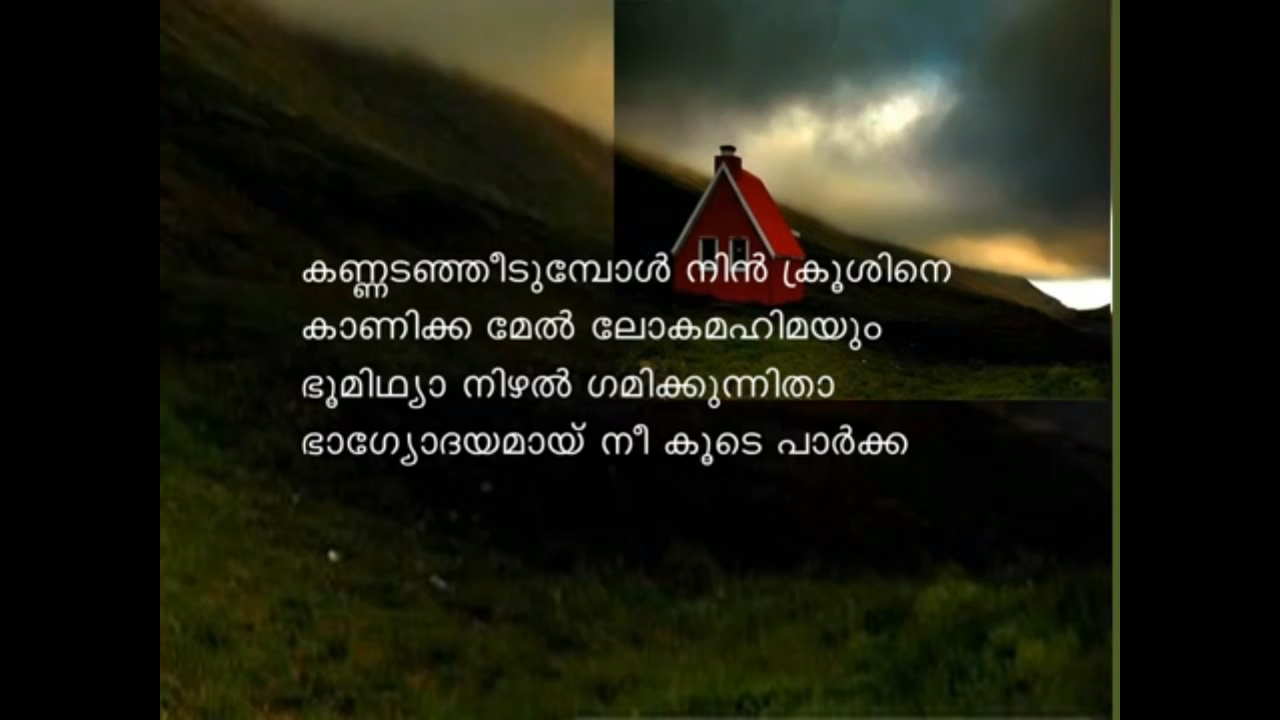 കണ്ണടഞ്ഞീടുമ്പോൾ നിൻ ക്രൂശിനെ
കാണിക്ക മേൽ ലോകമഹിമയും
ഭൂമിഥ്യാ നിഴൽ ഗമിക്കുന്നിതാ
ഭാഗ്യോദയമായ് നീ കൂടെ പാർക്ക